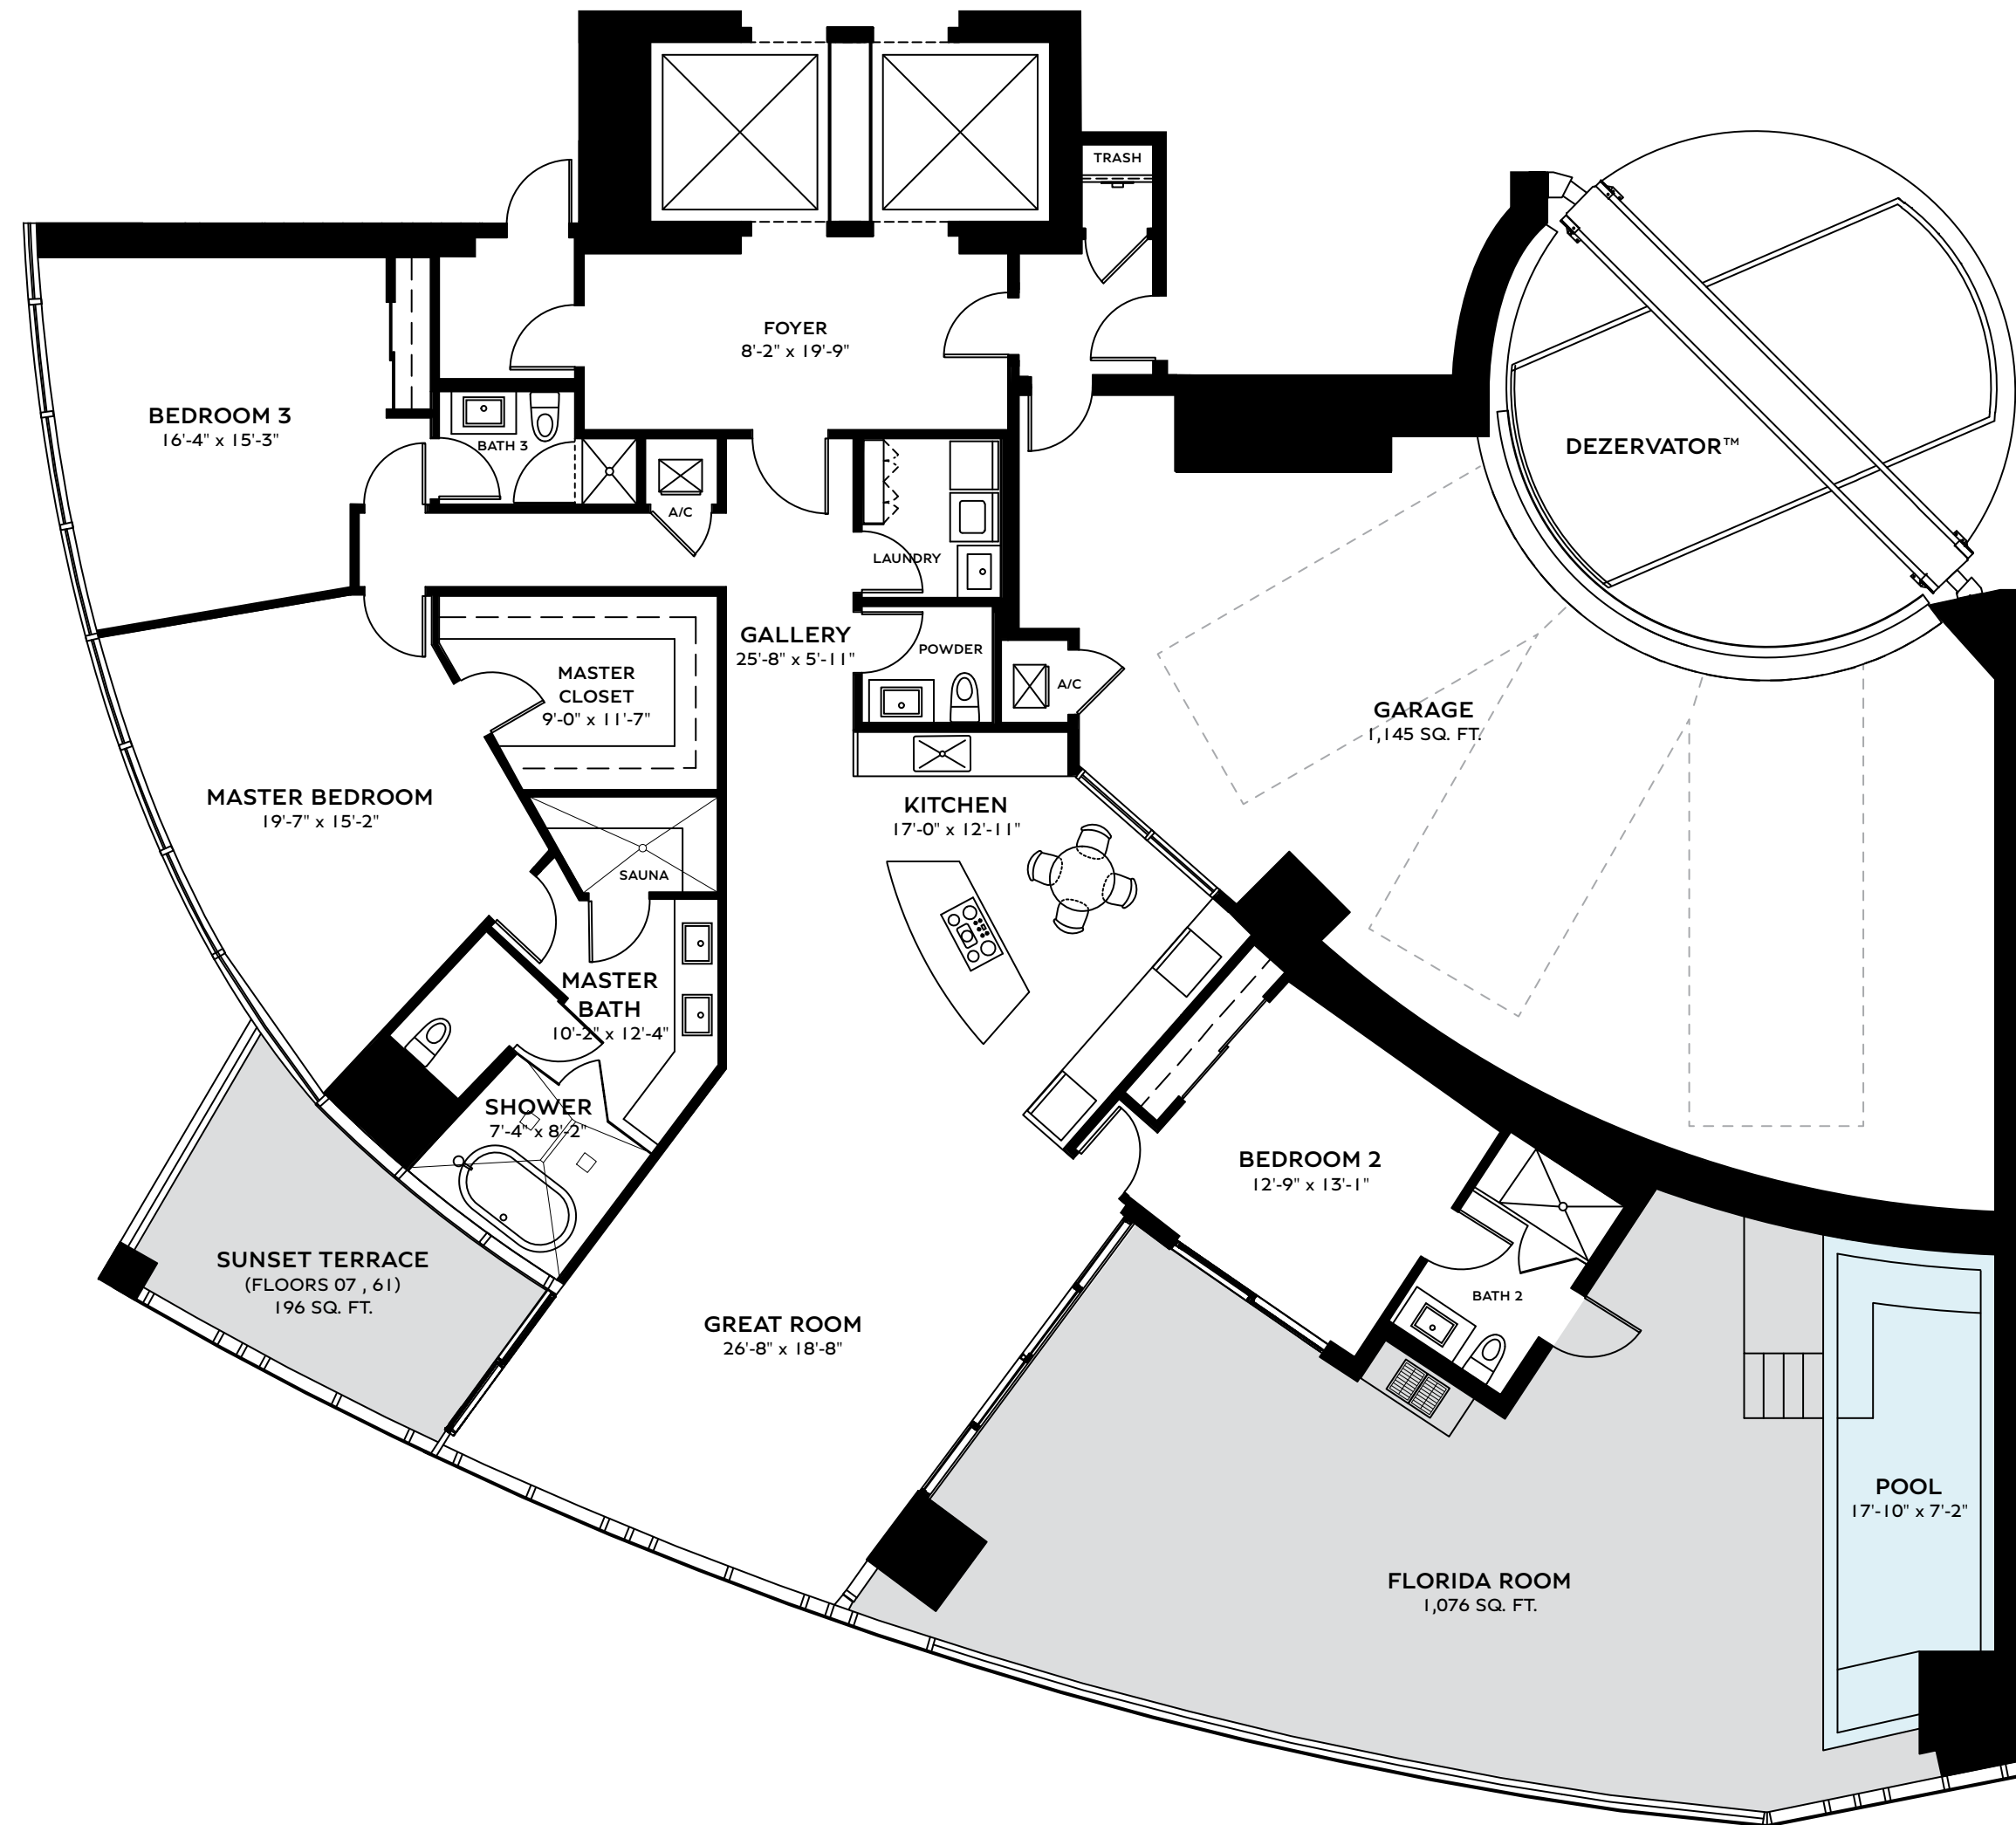 TRASH
FOYER
8'-2" x 19'-9"
BEDROOM 3
16'-4" x 15'-3"
BATH 3
A/C
DEZERVATOR™
LAUNDRY
GALLERY
25'-8" x 5'-11"
POWDER
A/C
MASTER
CLOSET
9'-0" x 11'-7"
GARAGE
1,145 SQ. FT.
MASTER BEDROOM
19'-7" x 15'-2"
KITCHEN
17'-0" x 12'-11"
SAUNA
MASTER
BATH
10'-2" x 12'-4"
SHOWER
7'-4" x 8'-2"
BEDROOM 2
12'-9" x 13'-1"
SUNSET TERRACE
(FLOORS 07 , 61)
196 SQ. FT.
BATH 2
GREAT ROOM
26'-8" x 18'-8"
POOL
17'-10" x 7'-2"
FLORIDA ROOM
1,076 SQ. FT.